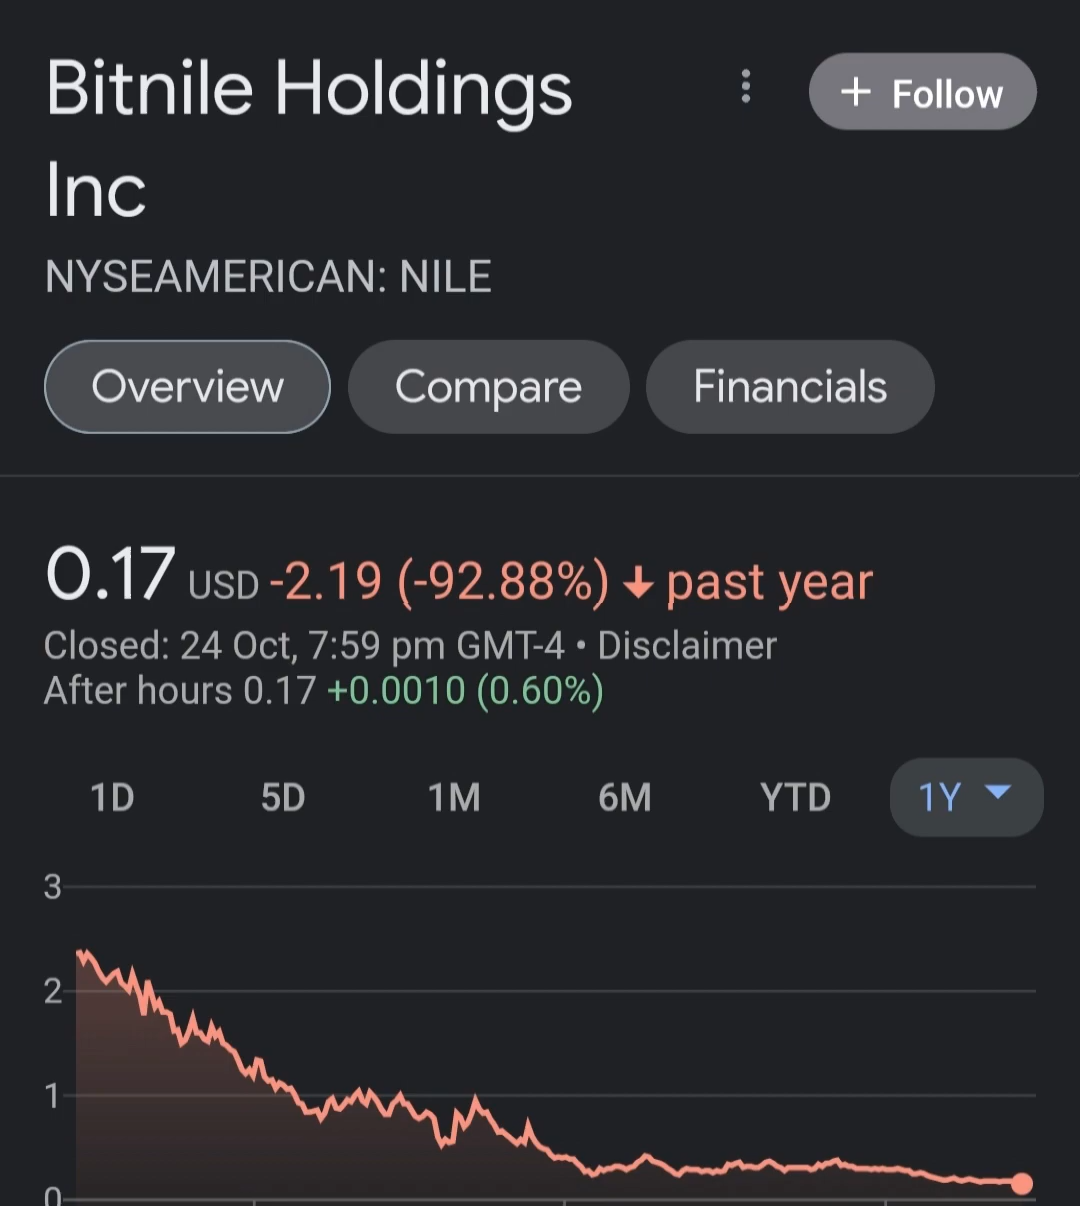 Bitnile Holdings
Inc
+ Follow
NYSEAMERICAN: NILE
Overview Compare Financials
0.17 USD -2.19 (-92.88%) ↓ past year
Closed: 24 Oct, 7:59 pm GMT-4 • Disclaimer
After hours 0.17 +0.0010 (0.60%)
1D 5D 1M 6M YTD 1Y
3
2
1
0